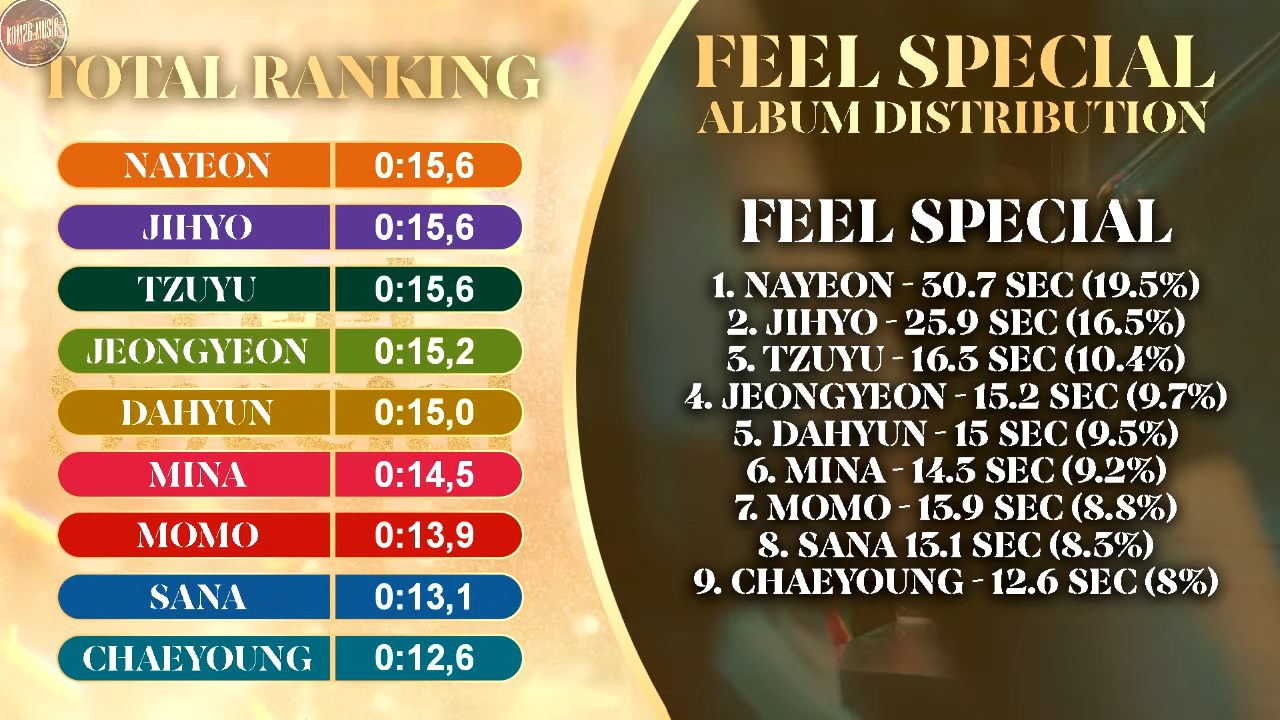 KOM26 MUSIC
TOTAL RANKING
NAYEON 0:15,6
JIHYO 0:15,6
TZUYU 0:15,6
JEONGYEON 0:15,2
DAHYUN 0:15,0
MINA 0:14,5
MOMO 0:13,9
SANA 0:13,1
CHAEYOUNG 0:12,6
FEEL SPECIAL
ALBUM DISTRIBUTION
FEEL SPECIAL
1. NAYEON - 30.7 SEC (19.5%)
2. JIHYO - 25.9 SEC (16.5%)
3. TZUYU - 16.3 SEC (10.4%)
4. JEONGYEON - 15.2 SEC (9.7%)
5. DAHYUN - 15 SEC (9.5%)
6. MINA - 14.3 SEC (9.2%)
7. MOMO - 13.9 SEC (8.8%)
8. SANA 13.1 SEC (8.3%)
9. CHAEYOUNG - 12.6 SEC (8%)